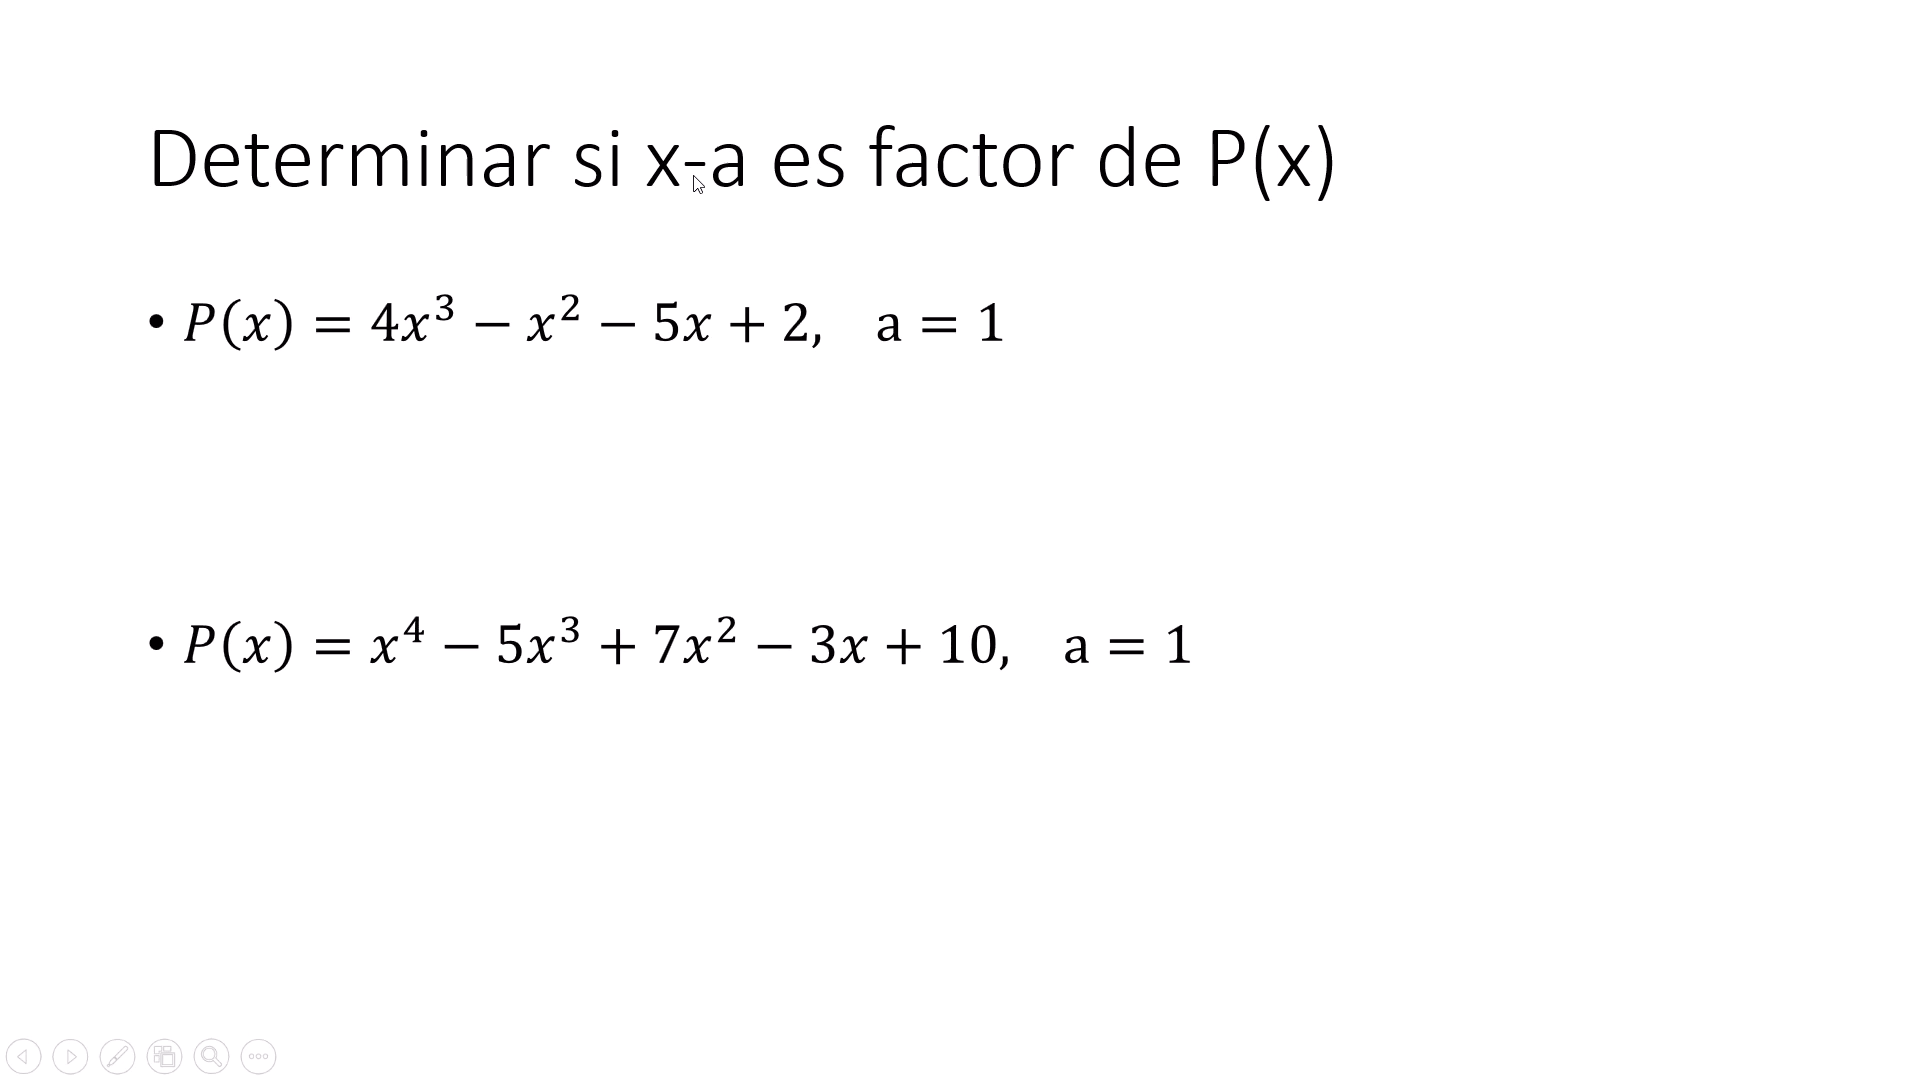 Determinar si x-a es factor de P(x)
• P(x) = 4x³ − x² − 5x + 2, a = 1
• P(x) = x⁴ − 5x³ + 7x² − 3x + 10, a = 1